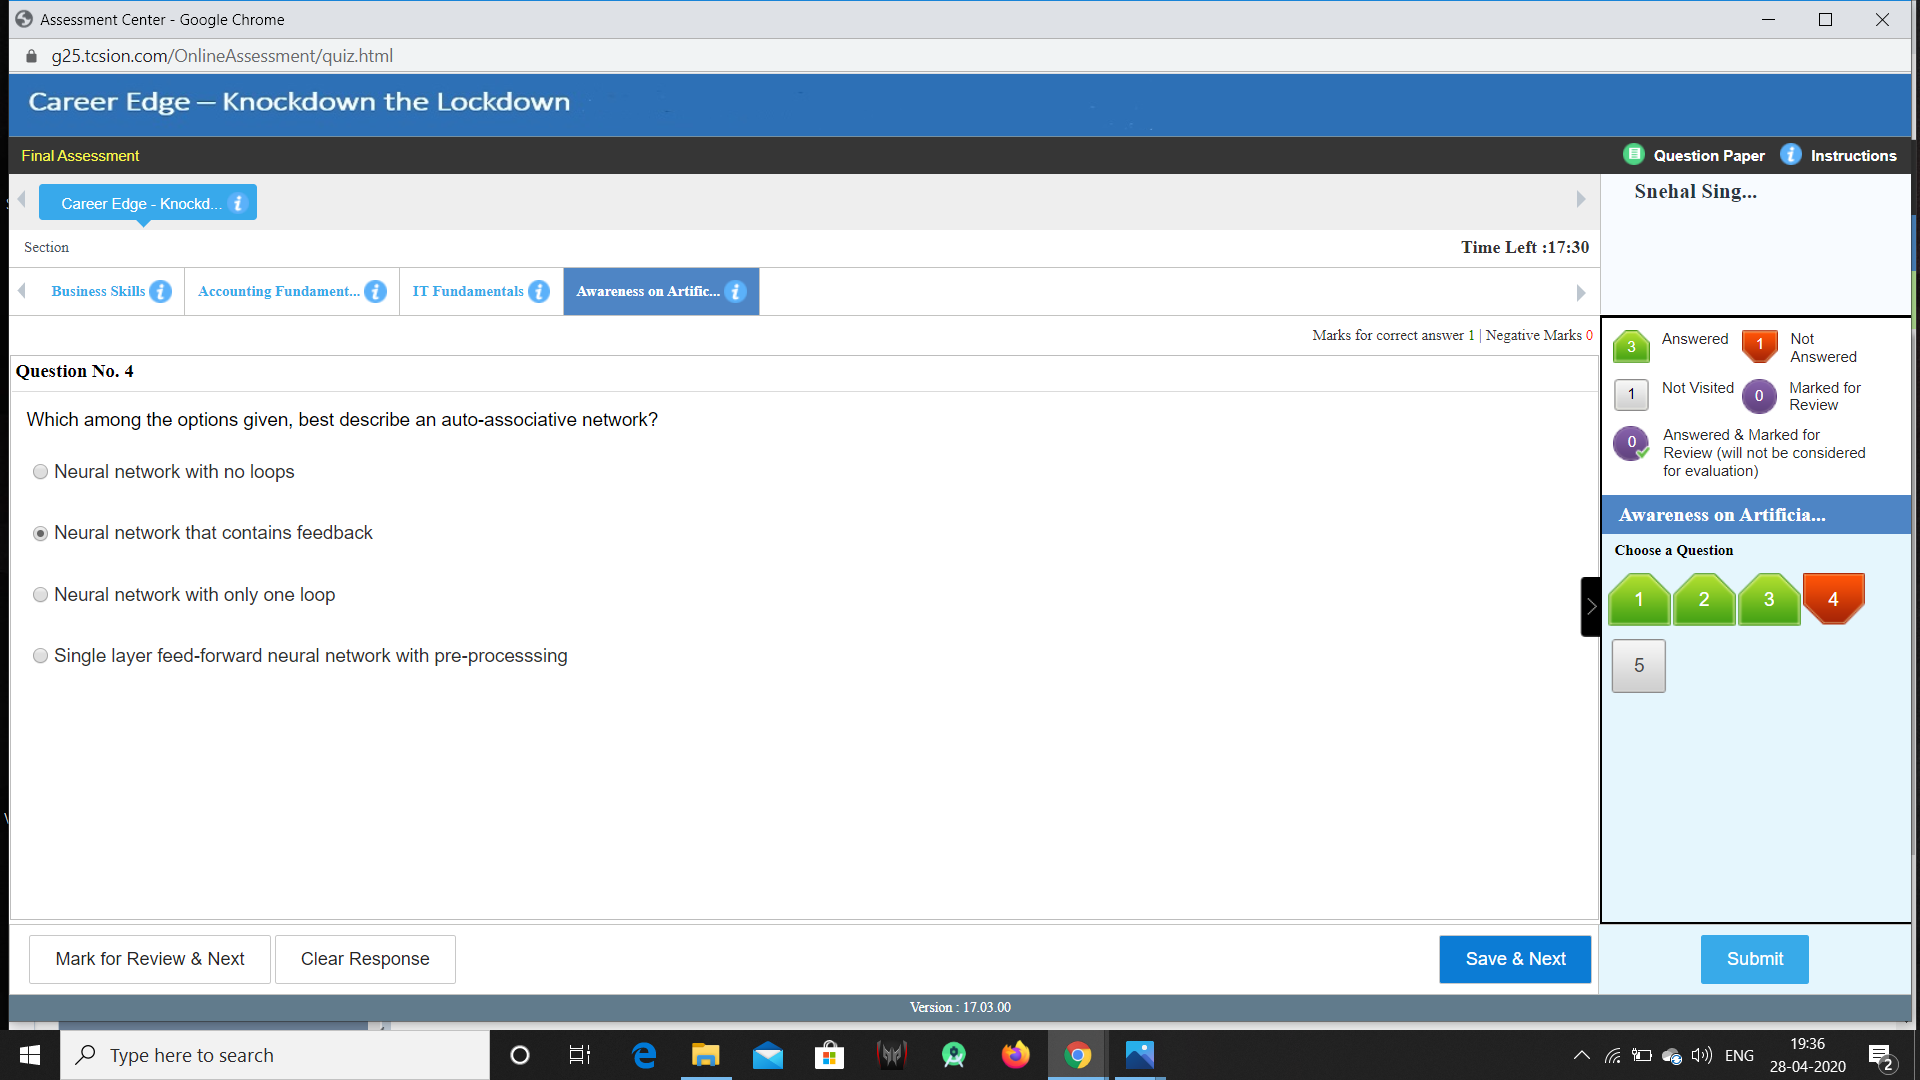 Assessment Center - Google Chrome
g25.tcsion.com/OnlineAssessment/quiz.html
Career Edge – Knockdown the Lockdown
Final Assessment
Question Paper
Instructions
Career Edge - Knockd...
Snehal Sing...
Section
Time Left :17:30
Business Skills
Accounting Fundament...
IT Fundamentals
Awareness on Artific...
Marks for correct answer 1 | Negative Marks 0
3 Answered
1 Not Answered
1 Not Visited
0 Marked for Review
0 Answered & Marked for
Review (will not be considered
for evaluation)
Question No. 4
Which among the options given, best describe an auto-associative network?
Neural network with no loops
Neural network that contains feedback
Neural network with only one loop
Single layer feed-forward neural network with pre-processsing
Awareness on Artificia...
Choose a Question
1 2 3 4
5
Mark for Review & Next
Clear Response
Save & Next
Submit
Version : 17.03.00
Type here to search
ENG
19:36
28-04-2020
2